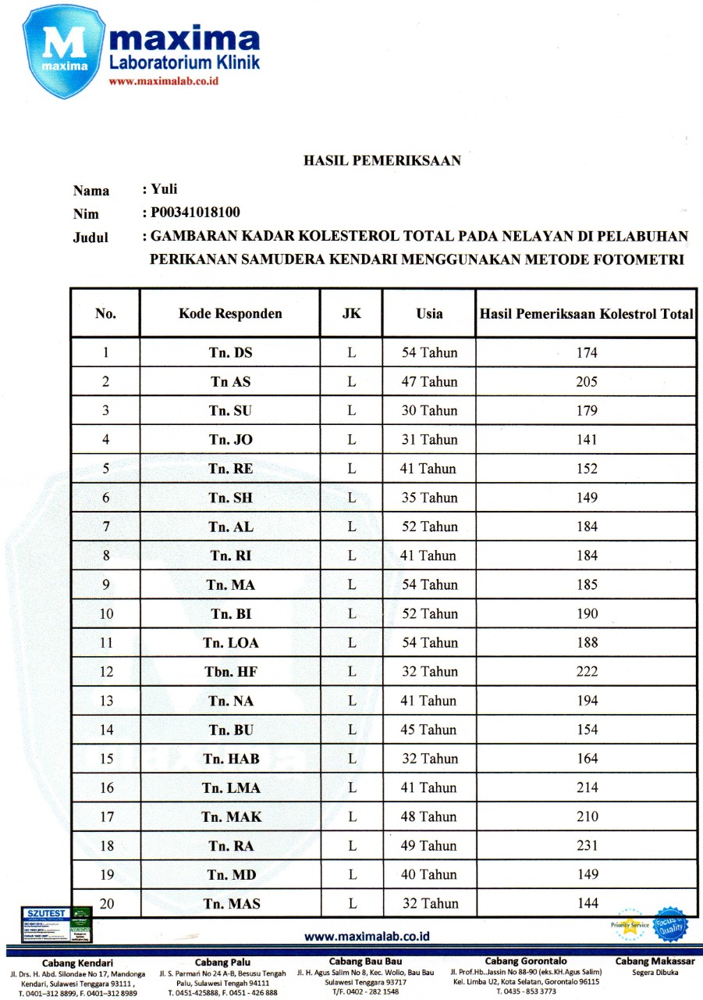 M
maxima
maxima
Laboratorium Klinik
www.maximalab.co.id
HASIL PEMERIKSAAN
Nama : Yuli
Nim : P00341018100
Judul : GAMBARAN KADAR KOLESTEROL TOTAL PADA NELAYAN DI PELABUHAN
PERIKANAN SAMUDERA KENDARI MENGGUNAKAN METODE FOTOMETRI
No. Kode Responden JK Usia Hasil Pemeriksaan Kolestrol Total
1 Tn. DS L 54 Tahun 174
2 Tn AS L 47 Tahun 205
3 Tn. SU L 30 Tahun 179
4 Tn. JO L 31 Tahun 141
5 Tn. RE L 41 Tahun 152
6 Tn. SH L 35 Tahun 149
7 Tn. AL L 52 Tahun 184
8 Tn. RI L 41 Tahun 184
9 Tn. MA L 54 Tahun 185
10 Tn. BI L 52 Tahun 190
11 Tn. LOA L 54 Tahun 188
12 Tbn. HF L 32 Tahun 222
13 Tn. NA L 41 Tahun 194
14 Tn. BU L 45 Tahun 154
15 Tn. HAB L 32 Tahun 164
16 Tn. LMA L 41 Tahun 214
17 Tn. MAK L 48 Tahun 210
18 Tn. RA L 49 Tahun 231
19 Tn. MD L 40 Tahun 149
20 Tn. MAS L 32 Tahun 144
SZUTEST
ACCREDITED
Priority Service
Focus on Quality
www.maximalab.co.id
Cabang Kendari
Jl. Drs. H. Abd. Silondae No 17, Mandonga
Kendari, Sulawesi Tenggara 93111 ,
T. 0401–312 8899, F. 0401–312 8989
Cabang Palu
Jl. S. Parman No 24 A-B, Besusu Tengah
Palu, Sulawesi Tengah 94111
T. 0451-425888, F. 0451 - 426 888
Cabang Bau Bau
Jl. H. Agus Salim No 8, Kec. Wolio, Bau Bau
Sulawesi Tenggara 93717
T/F. 0402 - 282 1548
Cabang Gorontalo
Jl. Prof.Hb..Jassin No 88-90 (eks.KH.Agus Salim)
Kel. Limba U2, Kota Selatan, Gorontalo 96115
T. 0435 - 853 3773
Cabang Makassar
Segera Dibuka